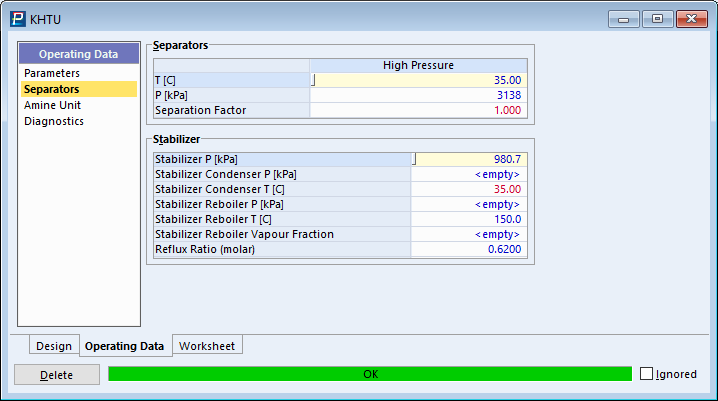 KHTU
Operating Data
Parameters
Separators
Amine Unit
Diagnostics
Separators
High Pressure
T [C] 35.00
P [kPa] 3138
Separation Factor 1.000
Stabilizer
Stabilizer P [kPa] 980.7
Stabilizer Condenser P [kPa] <empty>
Stabilizer Condenser T [C] 35.00
Stabilizer Reboiler P [kPa] <empty>
Stabilizer Reboiler T [C] 150.0
Stabilizer Reboiler Vapour Fraction <empty>
Reflux Ratio (molar) 0.6200
Design Operating Data Worksheet
Delete OK Ignored